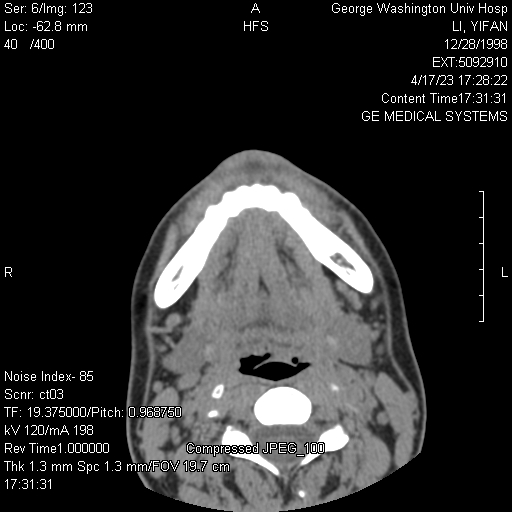 Ser: 6/Img: 123
Loc: -62.8 mm
40 /400
A
HFS
George Washington Univ Hosp
LI, YIFAN
12/28/1998
EXT:5092910
4/17/23 17:28:22
Content Time17:31:31
GE MEDICAL SYSTEMS
R
L
Noise Index- 85
Scnr: ct03
TF: 19.375000/Pitch: 0.968750
kV 120/mA 198
Rev Time1.000000
Compressed JPEG_100
Thk 1.3 mm Spc 1.3 mm/FOV 19.7 cm
17:31:31